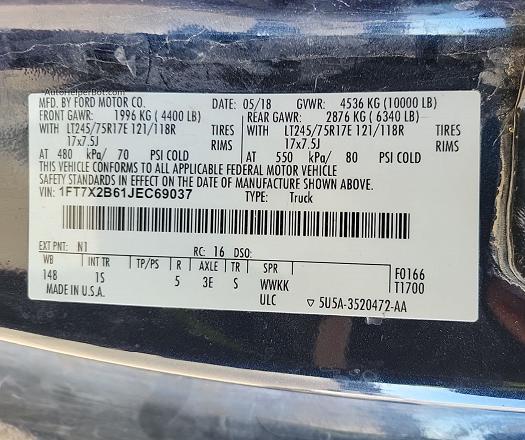 AutoHelperBot.com
MFD. BY FORD MOTOR CO. DATE: 05/18 GVWR: 4536 KG (10000 LB)
FRONT GAWR: 1996 KG ( 4400 LB) REAR GAWR: 2876 KG ( 6340 LB)
WITH LT245/75R17E 121/118R TIRES WITH LT245/75R17E 121/118R TIRES
17x7.5J RIMS 17x7.5J RIMS
AT 480 kPa/ 70 PSI COLD AT 550 kPa/ 80 PSI COLD
THIS VEHICLE CONFORMS TO ALL APPLICABLE FEDERAL MOTOR VEHICLE
SAFETY STANDARDS IN EFFECT ON THE DATE OF MANUFACTURE SHOWN ABOVE.
VIN: 1FT7X2B61JEC69037 TYPE: Truck
EXT PNT: N1 RC: 16 DSO:
WB INT TR TP/PS R AXLE TR SPR F0166
148 1S 5 3E S WWKK T1700
MADE IN U.S.A. ULC ▽ 5U5A-3520472-AA